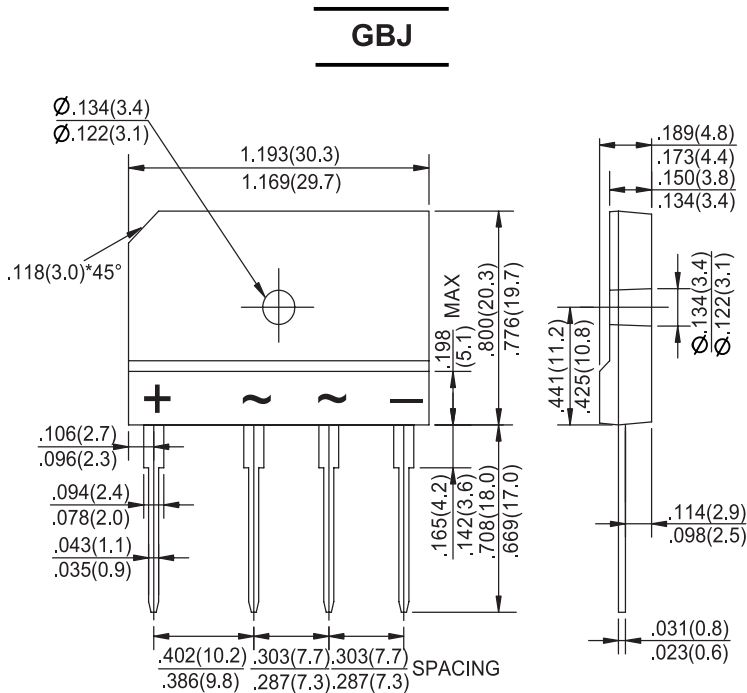 GBJ
Ø.134(3.4)
Ø.122(3.1)
1.193(30.3)
1.169(29.7)
.189(4.8)
.173(4.4)
.150(3.8)
.134(3.4)
.118(3.0)*45°
.198 MAX
(5.1)
.800(20.3)
.776(19.7)
.441(11.2)
.425(10.8)
Ø.134(3.4)
Ø.122(3.1)
+ ~ ~ —
.106(2.7)
.096(2.3)
.094(2.4)
.078(2.0)
.043(1.1)
.035(0.9)
.165(4.2)
.142(3.6)
.708(18.0)
.669(17.0)
.114(2.9)
.098(2.5)
.031(0.8)
.023(0.6)
.402(10.2) .303(7.7) .303(7.7) SPACING
.386(9.8) .287(7.3) .287(7.3)